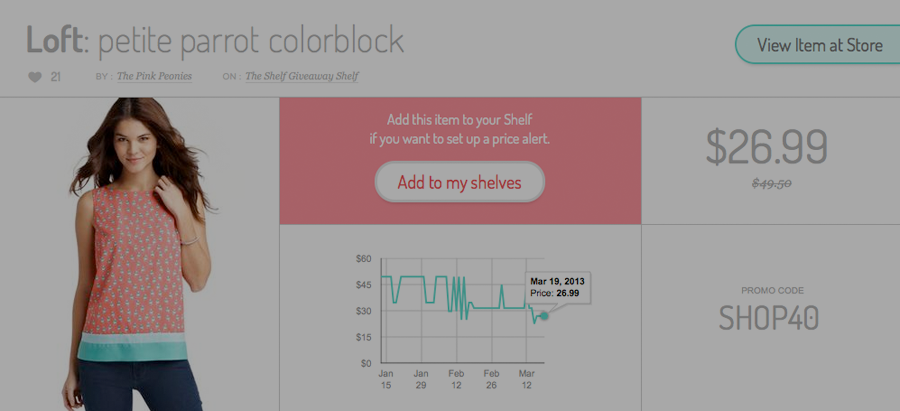 Loft: petite parrot colorblock
View Item at Store
21 BY : The Pink Peonies ON : The Shelf Giveaway Shelf
Add this item to your Shelf
if you want to set up a price alert.
Add to my shelves
$26.99
$49.50
$60
$45
$30
$15
$0
Mar 19, 2013
Price: 26.99
Jan Jan Feb Feb Mar
15 29 12 26 12
PROMO CODE
SHOP40